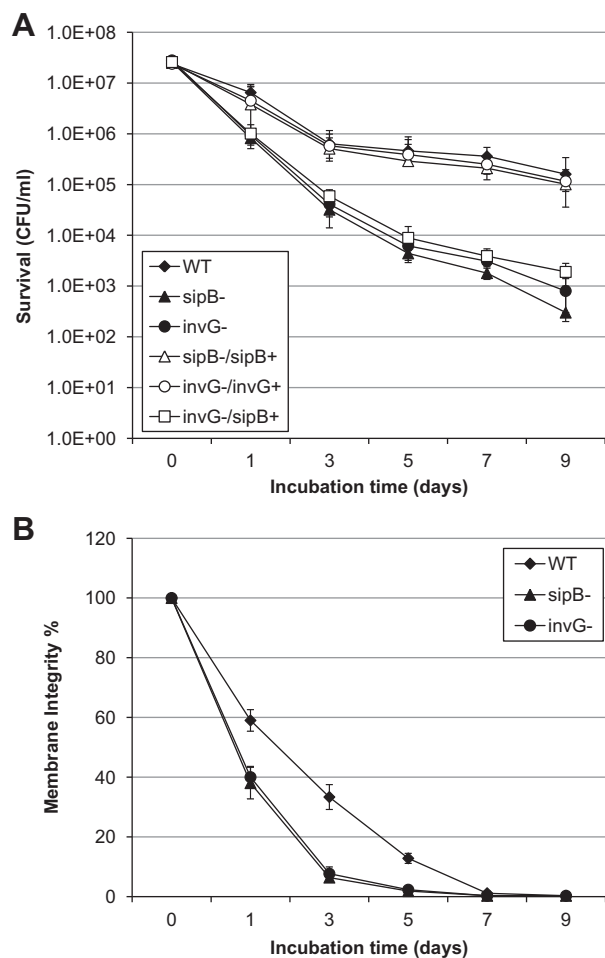 A
1.0E+08
1.0E+07
1.0E+06
1.0E+05
1.0E+04
1.0E+03
1.0E+02
1.0E+01
1.0E+00
Survival (CFU/ml)
WT
sipB-
invG-
sipB-/sipB+
invG-/invG+
invG-/sipB+
0 1 3 5 7 9
Incubation time (days)
B
120
100
80
60
40
20
0
Membrane Integrity %
WT
sipB-
invG-
0 1 3 5 7 9
Incubation time (days)